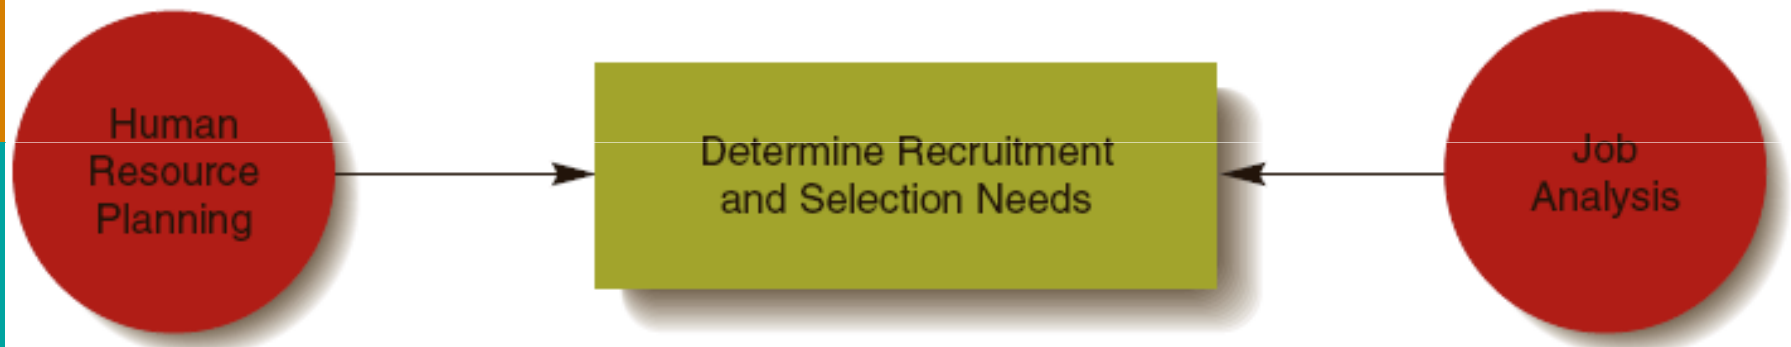 Human
Resource
Planning
Determine Recruitment
and Selection Needs
Job
Analysis